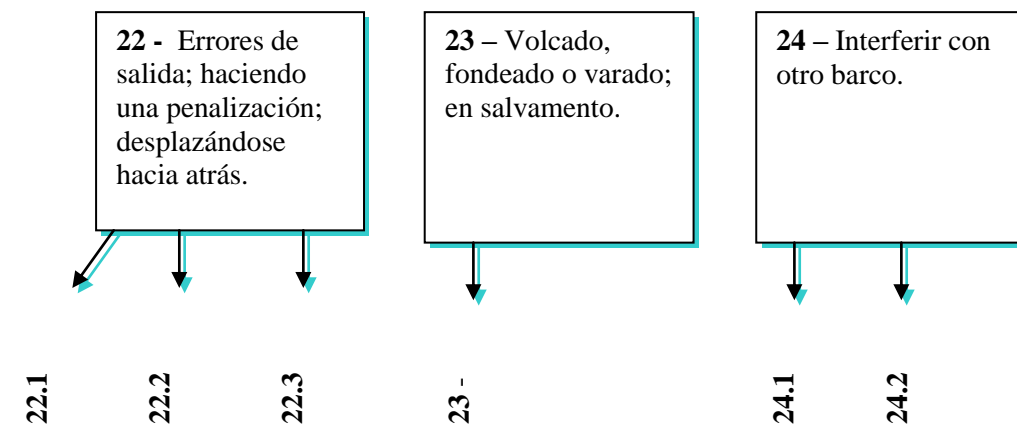 22 - Errores de
salida; haciendo
una penalización;
desplazándose
hacia atrás.
23 – Volcado,
fondeado o varado;
en salvamento.
24 – Interferir con
otro barco.
22.1
22.2
22.3
23 -
24.1
24.2